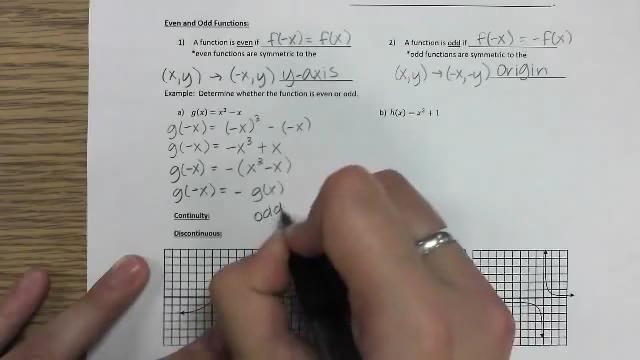 Even and Odd Functions:
1) A function is even if f(-x) = f(x)
*even functions are symmetric to the
(x,y) → (-x,y) y-axis
2) A function is odd if f(-x) = -f(x)
*odd functions are symmetric to the
(x,y) → (-x,-y) origin
Example: Determine whether the function is even or odd.
a) g(x) = x³ − x
g(-x) = (-x)³ - (-x)
g(-x) = -x³ + x
g(-x) = -(x³-x)
g(-x) = - g(x)
odd
b) h(x) − x² + 1
Continuity:
Discontinuous: